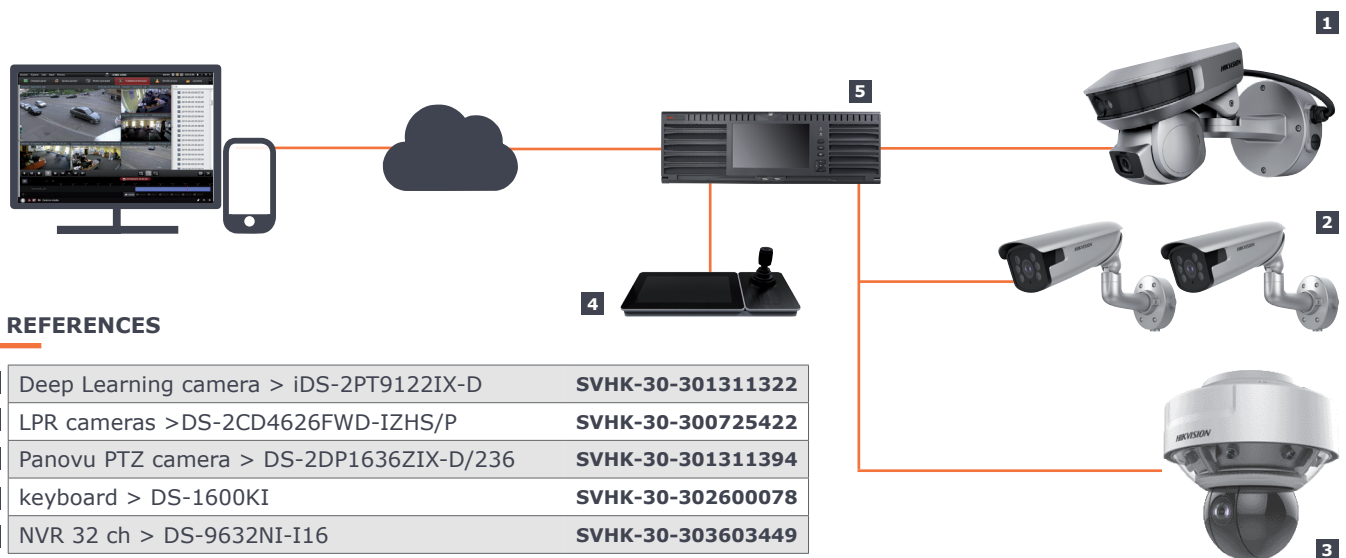 1
HIKVISION
5
2
HIKVISION
HIKVISION
4
REFERENCES
Deep Learning camera > iDS-2PT9122IX-D SVHK-30-301311322
LPR cameras >DS-2CD4626FWD-IZHS/P SVHK-30-300725422
Panovu PTZ camera > DS-2DP1636ZIX-D/236 SVHK-30-301311394
keyboard > DS-1600KI SVHK-30-302600078
NVR 32 ch > DS-9632NI-I16 SVHK-30-303603449
HIKVISION
3